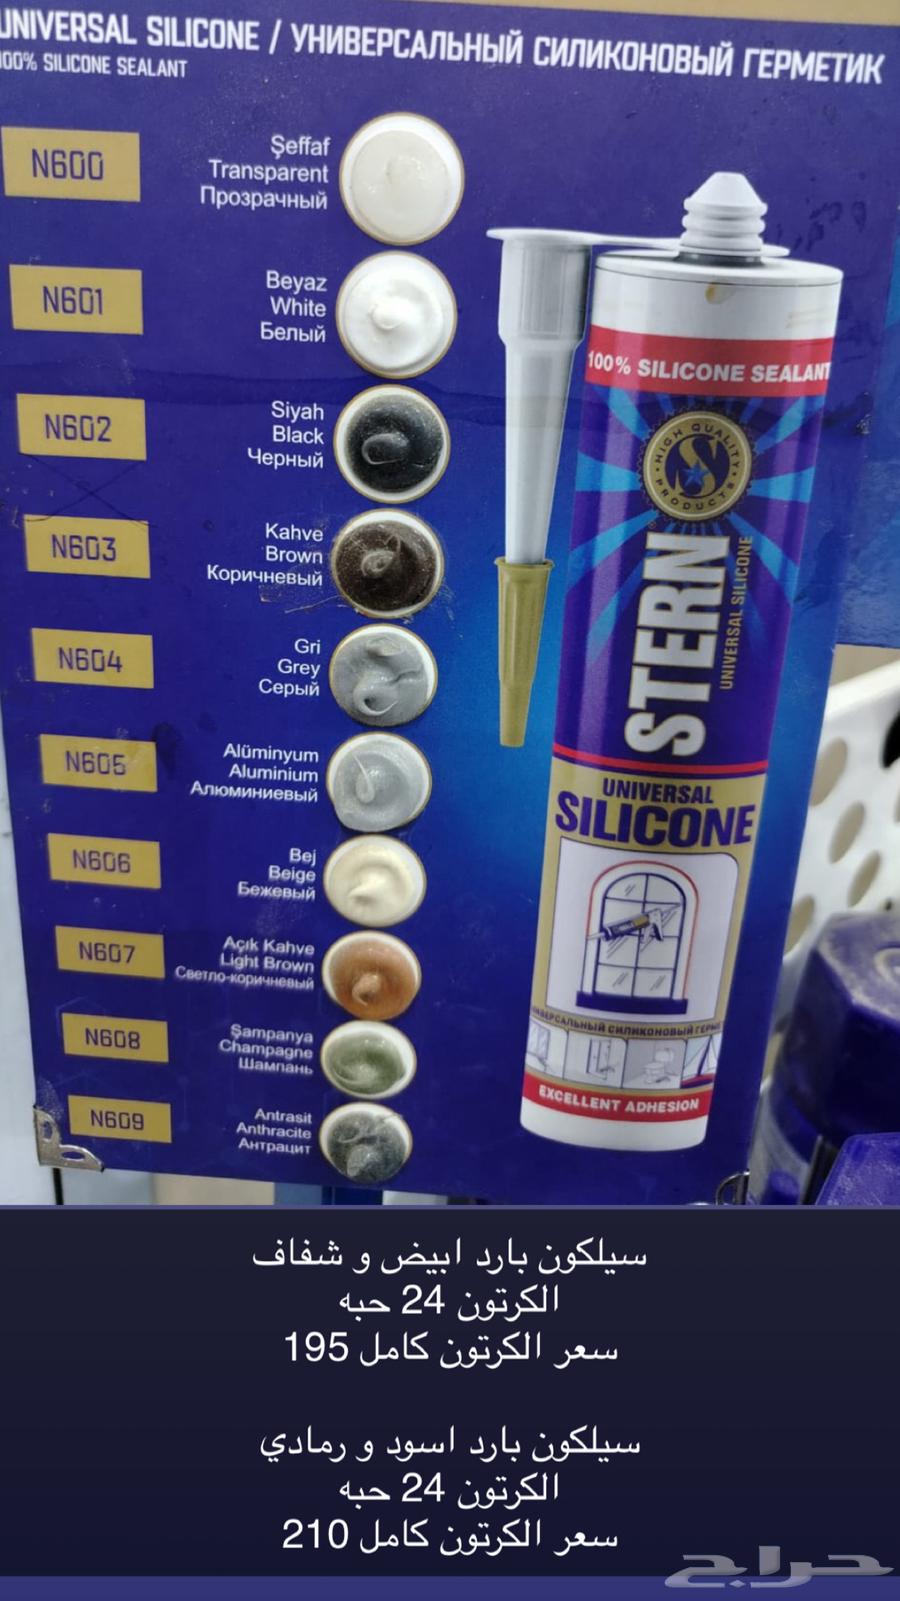 UNIVERSAL SILICONE / УНИВЕРСАЛЬНЫЙ СИЛИКОНОВЫЙ ГЕРМЕТИК
100% SILICONE SEALANT
N600
Şeffaf
Transparent
Прозрачный
N601
Beyaz
White
Белый
N602
Siyah
Black
Черный
N603
Kahve
Brown
Коричневый
N604
Gri
Grey
Серый
N605
Alüminyum
Aluminium
Алюминиевый
N606
Bej
Beige
Бежевый
N607
Açık Kahve
Light Brown
Светло-коричневый
N608
Şampanya
Champagne
Шампань
N609
Antrasit
Anthracite
Антрацит
100% SILICONE SEALANT
HIGH QUALITY
PRODUCTS
STERN
UNIVERSAL SILICONE
UNIVERSAL
SILICONE
УНИВЕРСАЛЬНЫЙ СИЛИКОНОВЫЙ ГЕРМЕ
EXCELLENT ADHESION
سيلكون بارد ابيض و شفاف
الكرتون 24 حبه
سعر الكرتون كامل 195
سيلكون بارد اسود و رمادي
الكرتون 24 حبه
سعر الكرتون كامل 210
حراج